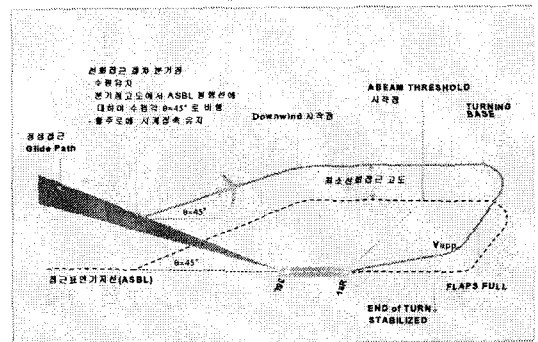 선회접근 절차 분기점
- 수평유지
- 분기점고도에서 ASBL 평행선에
대하여 수평각 θ=45° 로 비행
- 활주로에 시계접촉 유지
ABEAM THRESHOLD
시작점
TURNING
BASE
Downwind 시작점
정상접근
Glide Path
최소선회접근 고도
θ=45°
Vapp
θ=45°
접근표면기저선(ASBL)
FLAPS FULL
END of TURN
STABILIZED